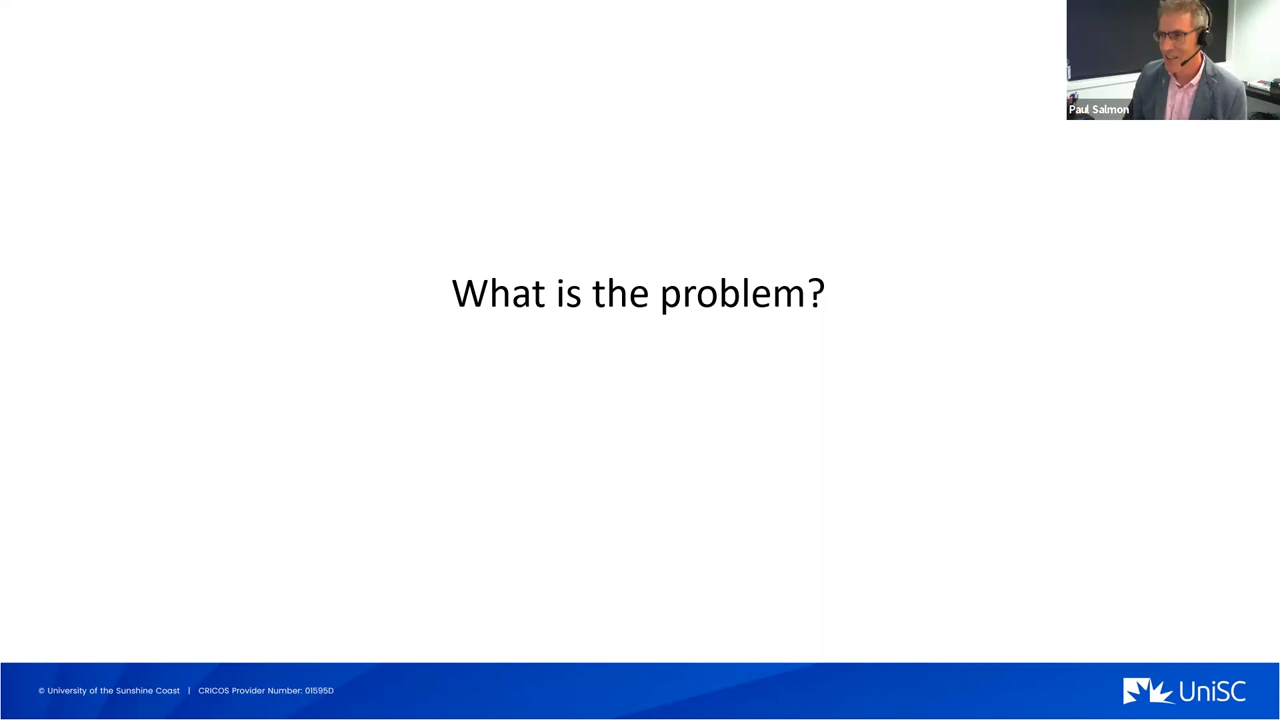 Paul Salmon
What is the problem?
© University of the Sunshine Coast | CRICOS Provider Number: 01595D
UniSC